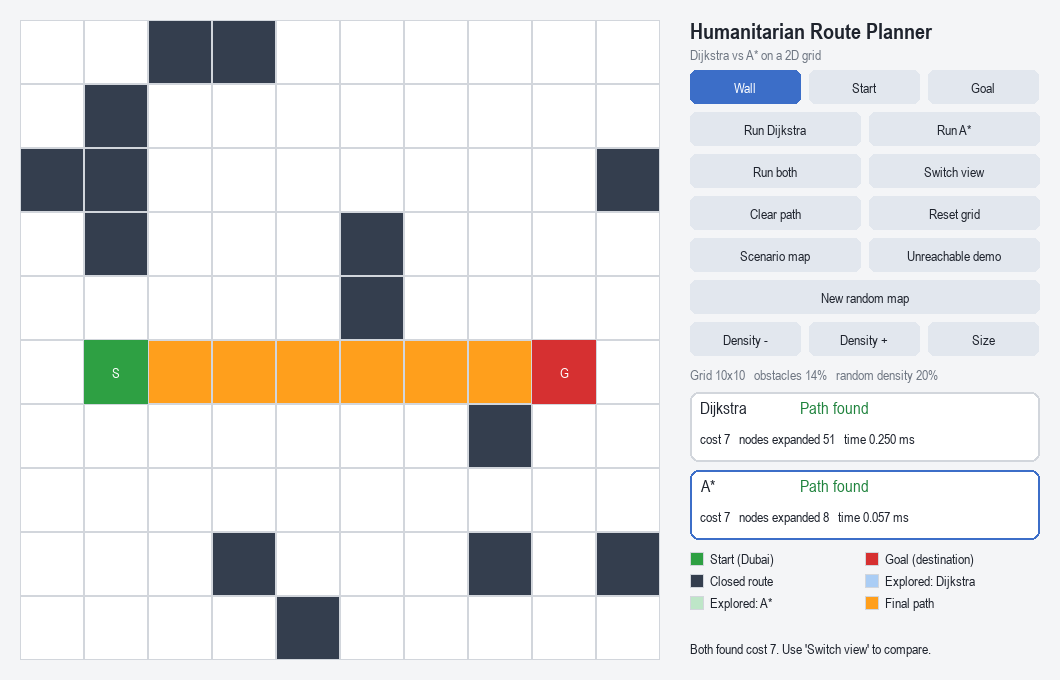 Humanitarian Route Planner
Dijkstra vs A* on a 2D grid
Wall Start Goal
Run Dijkstra Run A*
Run both Switch view
Clear path Reset grid
Scenario map Unreachable demo
New random map
Density - Density + Size
Grid 10x10 obstacles 14% random density 20%
Dijkstra Path found
cost 7 nodes expanded 51 time 0.250 ms
A* Path found
cost 7 nodes expanded 8 time 0.057 ms
Start (Dubai) Goal (destination)
Closed route Explored: Dijkstra
Explored: A* Final path
Both found cost 7. Use 'Switch view' to compare.
S G